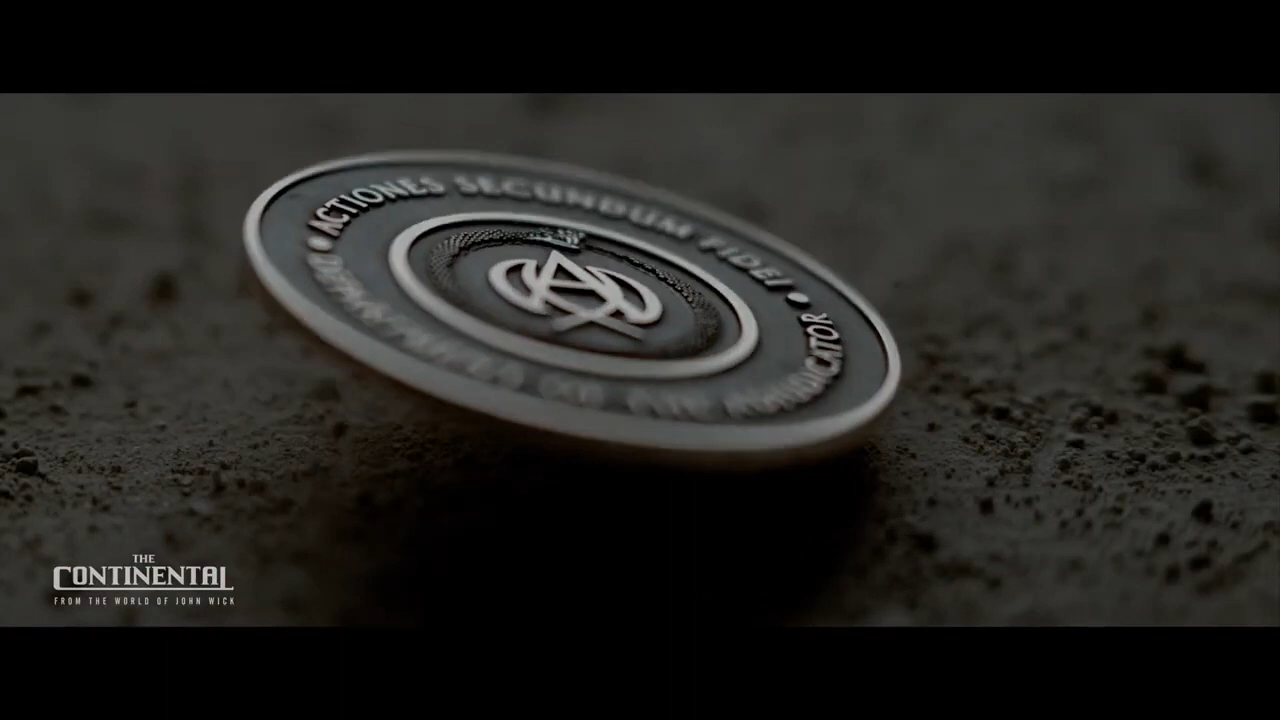 ACTIONES SECUNDUM FIDEI
ADJUDICATOR
THE
CONTINENTAL
FROM THE WORLD OF JOHN WICK